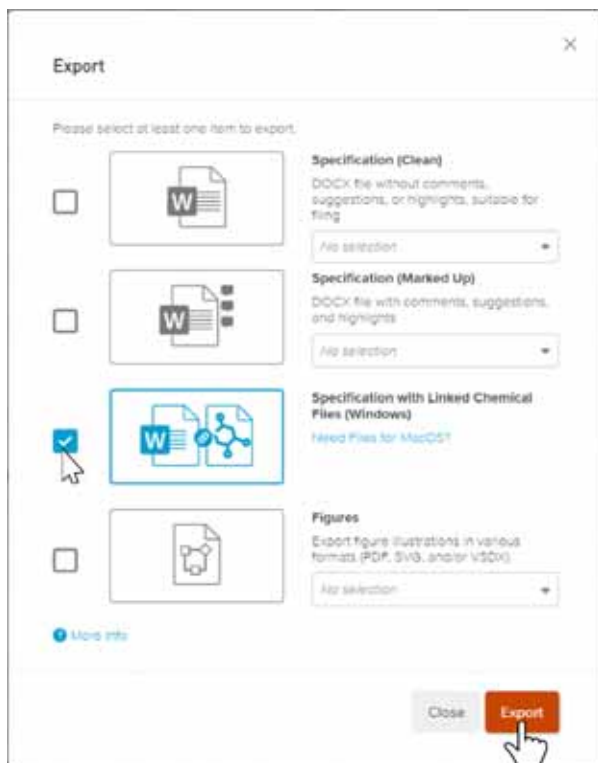 Export
Please select at least one item to export.
Specification (Clean)
DOCX file without comments,
suggestions, or highlights, suitable for
filing
No selection
Specification (Marked Up)
DOCX file with comments, suggestions,
and highlights
No selection
Specification with Linked Chemical
Files (Windows)
Need Files for MacOS?
Figures
Export figure illustrations in various
formats (PDF, SVG, and/or VSDX)
No selection
More info
Close
Export